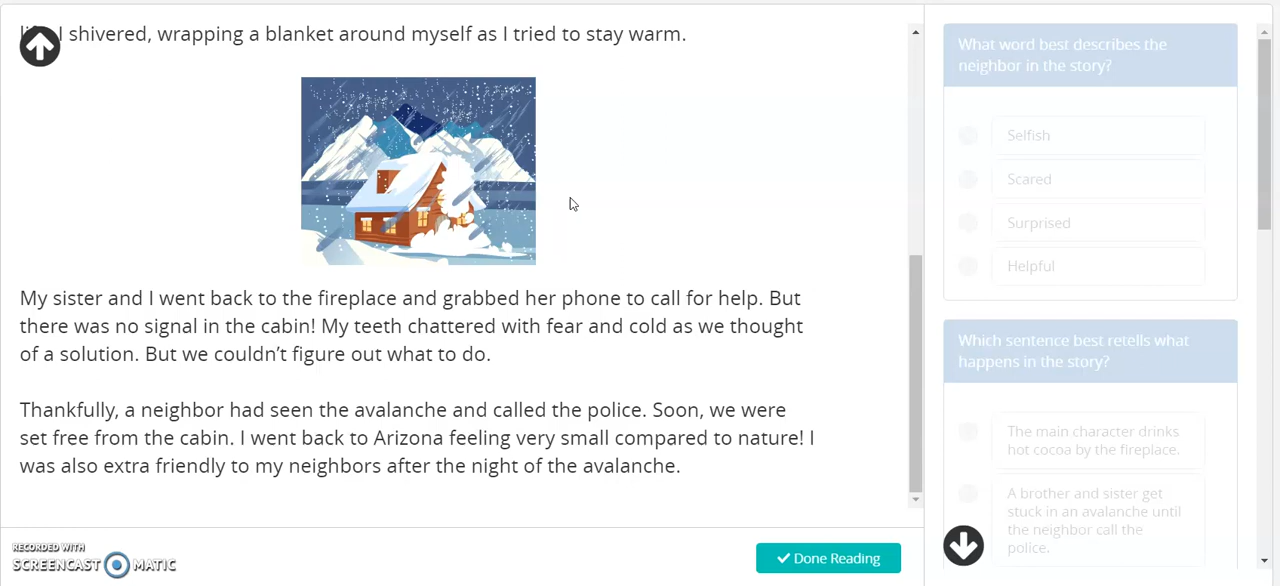 I shivered, wrapping a blanket around myself as I tried to stay warm.
My sister and I went back to the fireplace and grabbed her phone to call for help. But
there was no signal in the cabin! My teeth chattered with fear and cold as we thought
of a solution. But we couldn't figure out what to do.
Thankfully, a neighbor had seen the avalanche and called the police. Soon, we were
set free from the cabin. I went back to Arizona feeling very small compared to nature! I
was also extra friendly to my neighbors after the night of the avalanche.
Done Reading
RECORDED WITH
SCREENCAST MATIC
What word best describes the
neighbor in the story?
Selfish
Scared
Surprised
Helpful
Which sentence best retells what
happens in the story?
The main character drinks
hot cocoa by the fireplace.
A brother and sister get
stuck in an avalanche until
the neighbor call the
police.